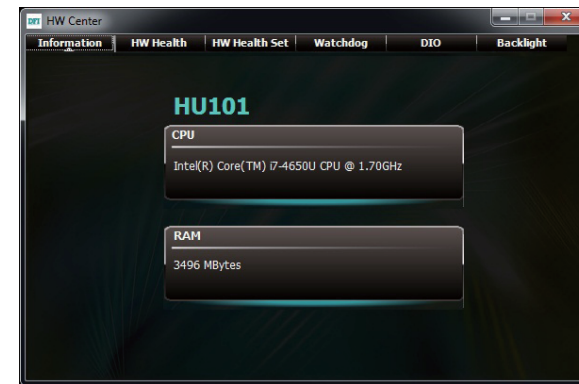 DFI HW Center
Information HW Health HW Health Set Watchdog DIO Backlight
HU101
CPU
Intel(R) Core(TM) i7-4650U CPU @ 1.70GHz
RAM
3496 MBytes